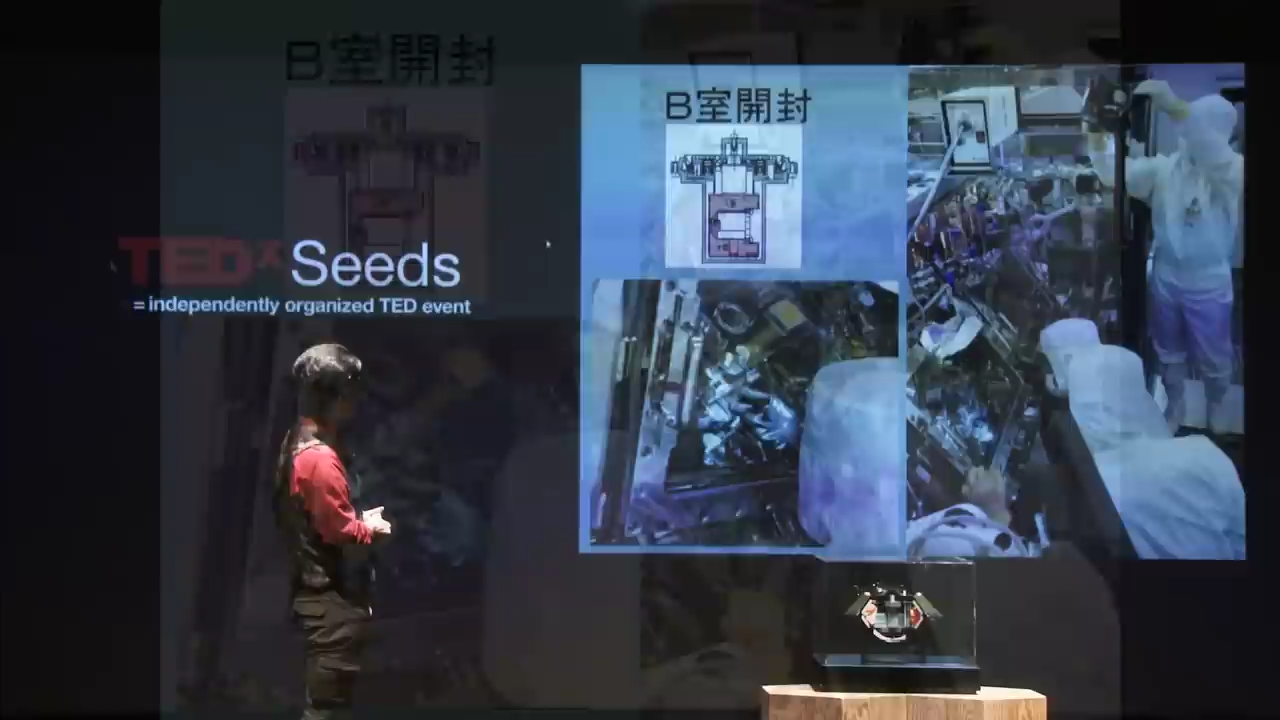 B室開封
B室開封
TEDx Seeds
= independently organized TED event